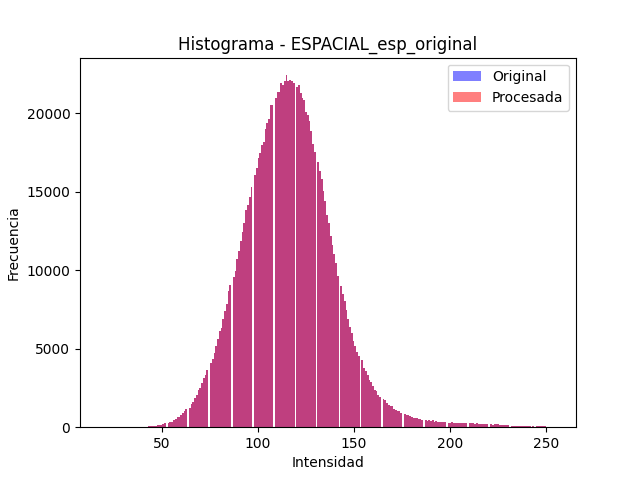 Histograma - ESPACIAL_esp_original
Original
Procesada
20000
15000
10000
5000
0
Frecuencia
50
100
150
200
250
Intensidad